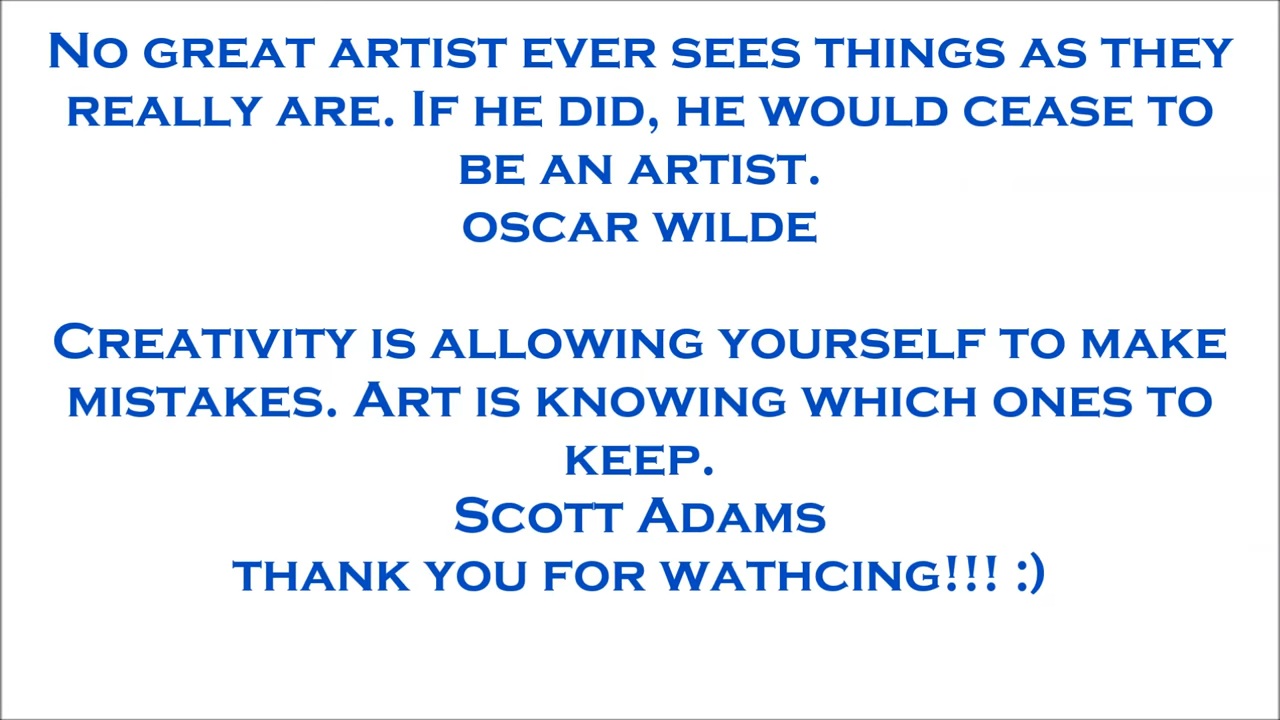 No great artist ever sees things as they
really are. If he did, he would cease to
be an artist.
oscar wilde
Creativity is allowing yourself to make
mistakes. Art is knowing which ones to
keep.
Scott Adams
thank you for wathcing!!! :)